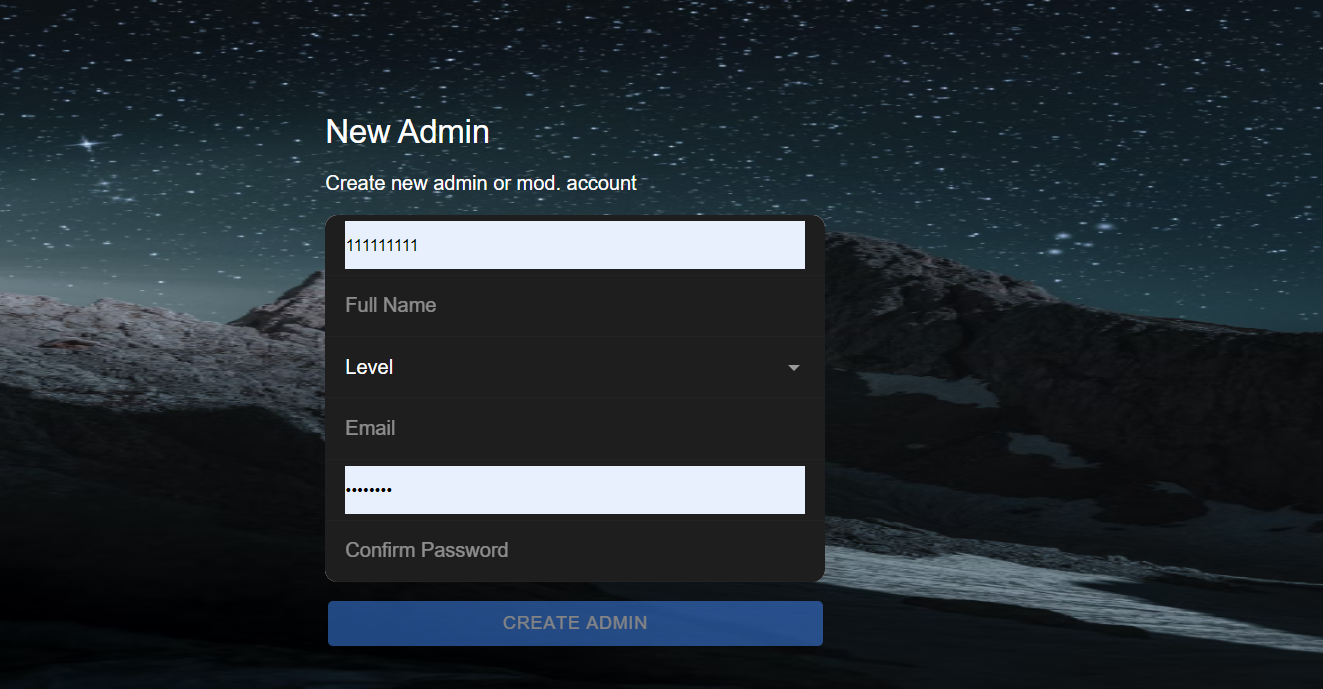 New Admin
Create new admin or mod. account
111111111
Full Name
Level
Email
••••••••
Confirm Password
CREATE ADMIN